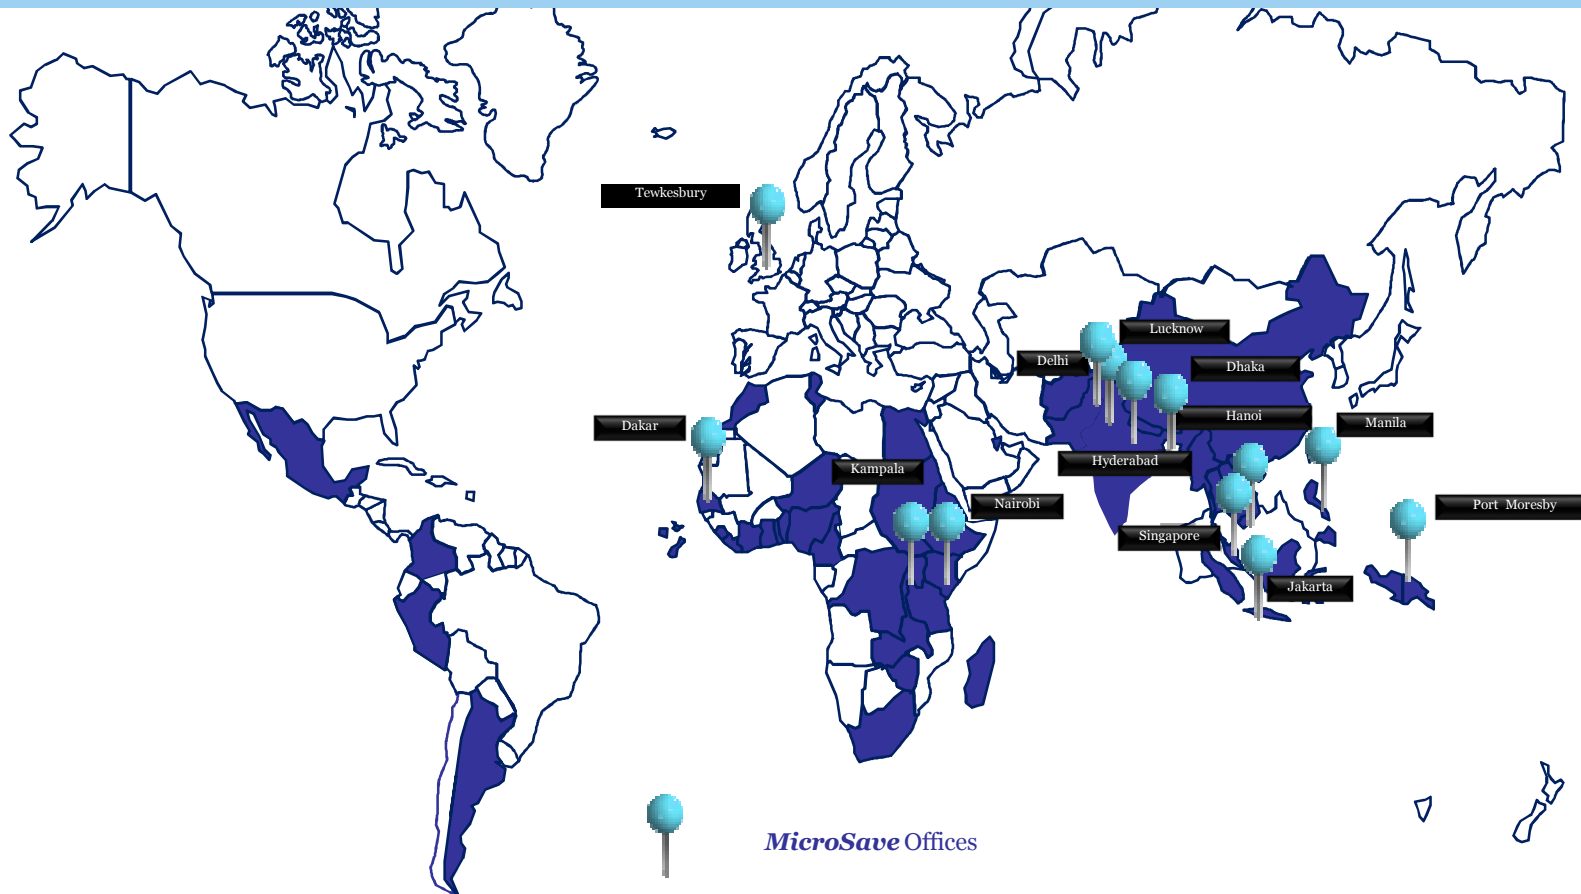 Tewkesbury
Lucknow
Delhi
Dhaka
Hanoi
Manila
Dakar
Hyderabad
Kampala
Nairobi
Port Moresby
Singapore
Jakarta
MicroSave Offices